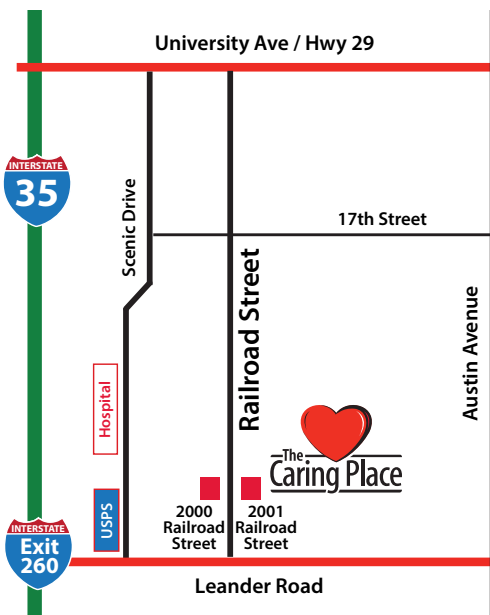 University Ave / Hwy 29
INTERSTATE
35
Scenic Drive
17th Street
Railroad Street
Austin Avenue
Hospital
The
Caring Place
USPS
2000
Railroad
Street
2001
Railroad
Street
INTERSTATE
Exit
260
Leander Road